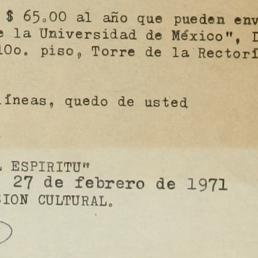 $ 65.00 al año que pueden env
e la Universidad de México", D
10o. piso, Torre de la Rectorí
íneas, quedo de usted
ESPIRITU"
27 de febrero de 1971
SION CULTURAL.